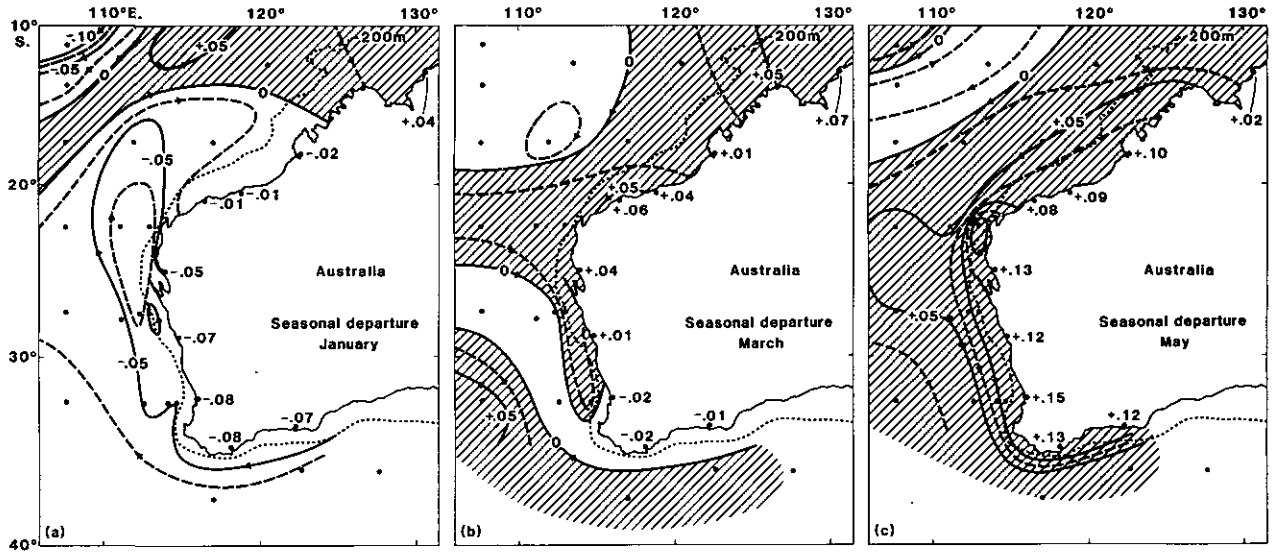 110°E. 120° 130°
110° 120° 130°
110° 120° 130°
10°
S.
20°
30°
40°
-.10
-.05
0
+.05
200m
+.04
0
-.02
-.05
-.01
-.01
-.05
-.07
-.05
-.08
-.07
-.08
Australia
Seasonal departure
January
(a)
200m
0
+.05
+.07
+.01
+.05
+.04
+.06
+.04
0
+.01
-.02
-.01
-.02
+.05
0
Australia
Seasonal departure
March
(b)
0
200m
0
+.05
+.02
+.10
+.09
+.08
+.13
+.05
+.12
+.15
+.12
+.13
Australia
Seasonal departure
May
(c)